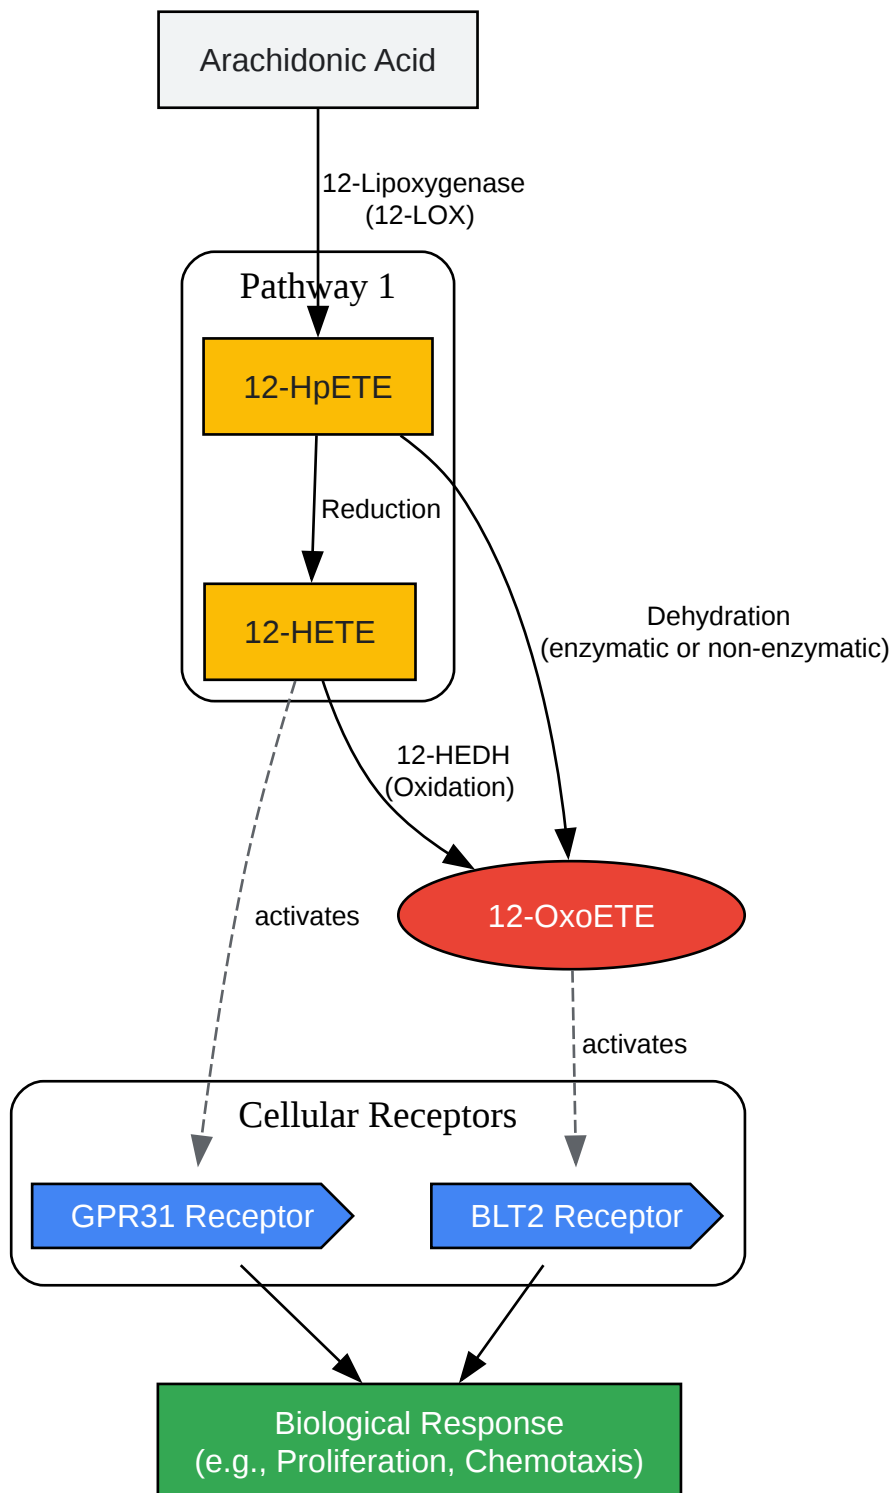 Arachidonic Acid
12-Lipoxygenase
(12-LOX)
Pathway 1
12-HpETE
Reduction
12-HETE
Dehydration
(enzymatic or non-enzymatic)
12-HEDH
(Oxidation)
activates
12-OxoETE
activates
Cellular Receptors
GPR31 Receptor
BLT2 Receptor
Biological Response
(e.g., Proliferation, Chemotaxis)